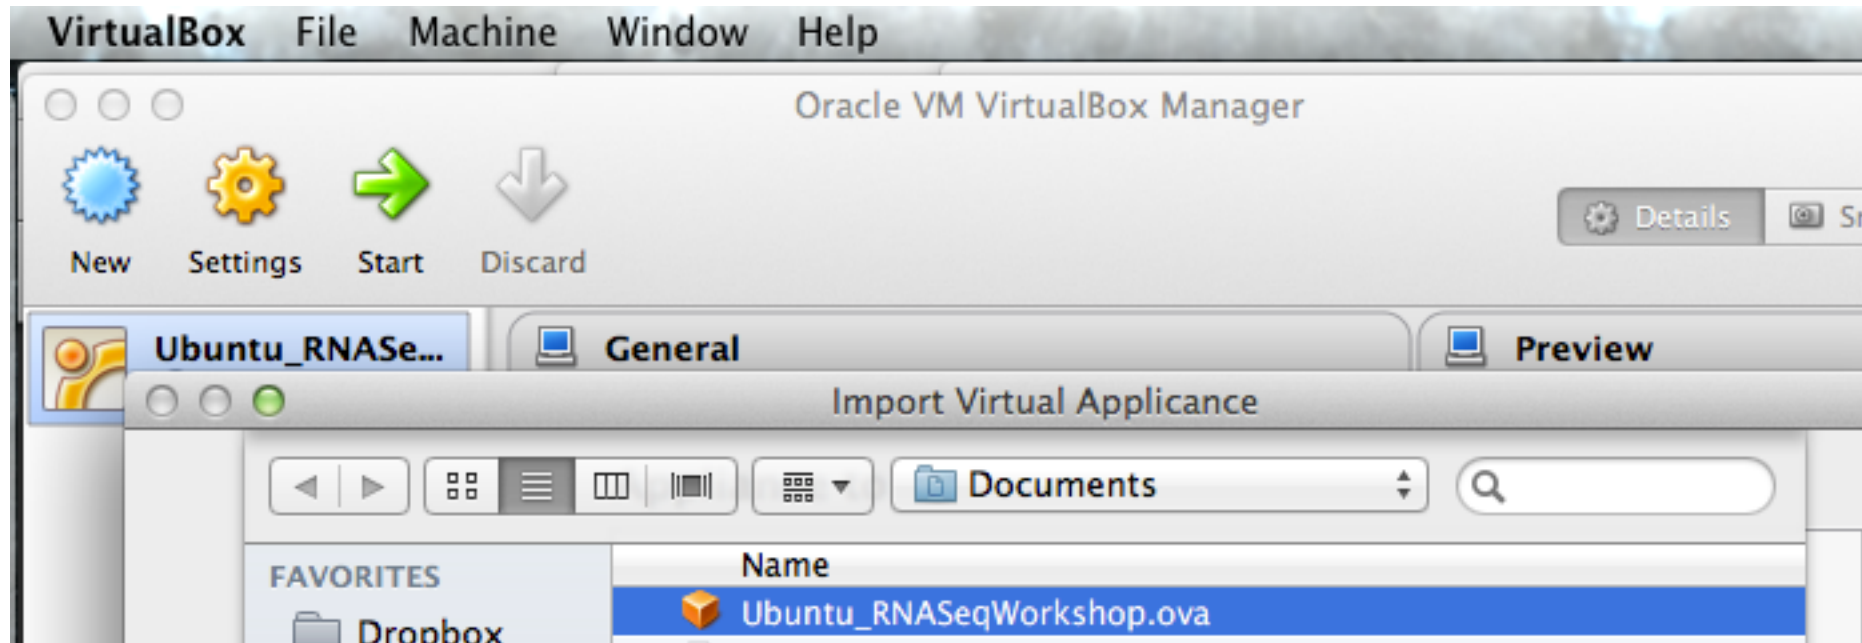 VirtualBox File Machine Window Help
Oracle VM VirtualBox Manager
New Settings Start Discard
Details
Ubuntu_RNASe... General Preview
Import Virtual Applicance
Documents
FAVORITES
Name
Dropbox
Ubuntu_RNASeqWorkshop.ova